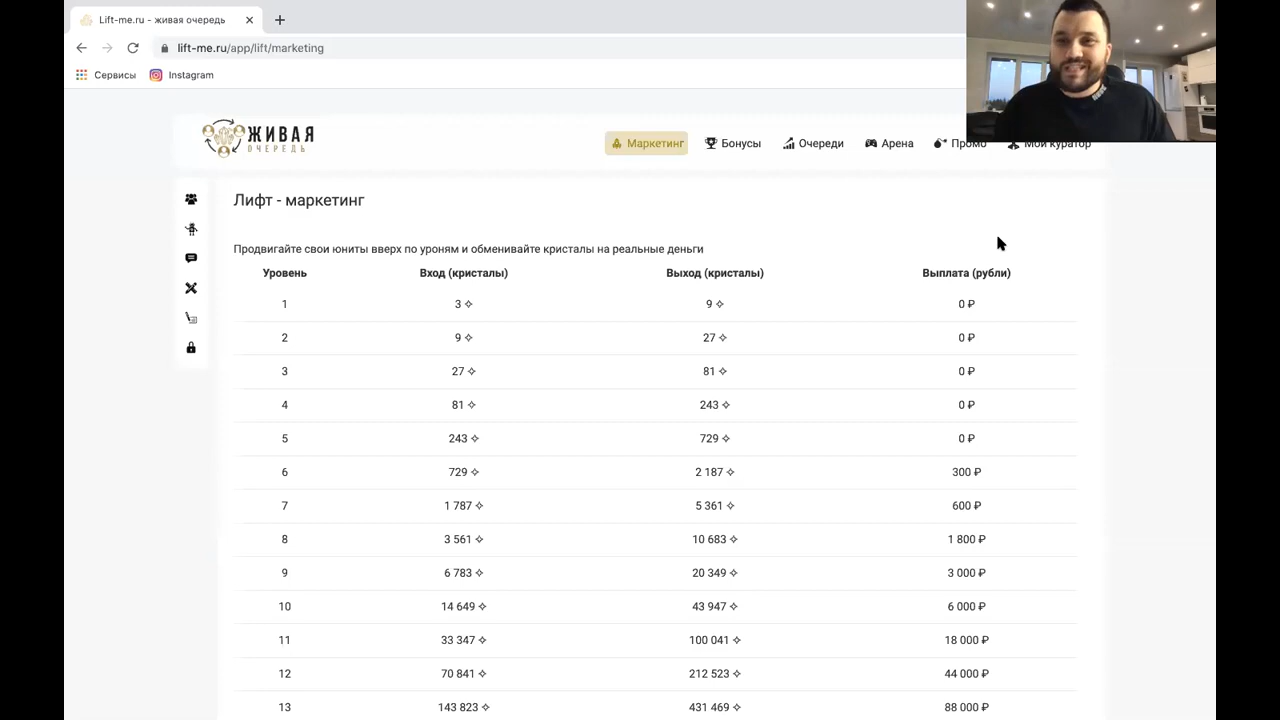 Lift-me.ru - живая очередь
lift-me.ru/app/lift/marketing
Сервисы Instagram
ЖИВАЯ
ОЧЕРЕДЬ
Маркетинг Бонусы Очереди Арена Промо Мой куратор
Лифт - маркетинг
Продвигайте свои юниты вверх по уроням и обменивайте кристалы на реальные деньги
Уровень Вход (кристалы) Выход (кристалы) Выплата (рубли)
1 3 ✧ 9 ✧ 0 ₽
2 9 ✧ 27 ✧ 0 ₽
3 27 ✧ 81 ✧ 0 ₽
4 81 ✧ 243 ✧ 0 ₽
5 243 ✧ 729 ✧ 0 ₽
6 729 ✧ 2 187 ✧ 300 ₽
7 1 787 ✧ 5 361 ✧ 600 ₽
8 3 561 ✧ 10 683 ✧ 1 800 ₽
9 6 783 ✧ 20 349 ✧ 3 000 ₽
10 14 649 ✧ 43 947 ✧ 6 000 ₽
11 33 347 ✧ 100 041 ✧ 18 000 ₽
12 70 841 ✧ 212 523 ✧ 44 000 ₽
13 143 823 ✧ 431 469 ✧ 88 000 ₽